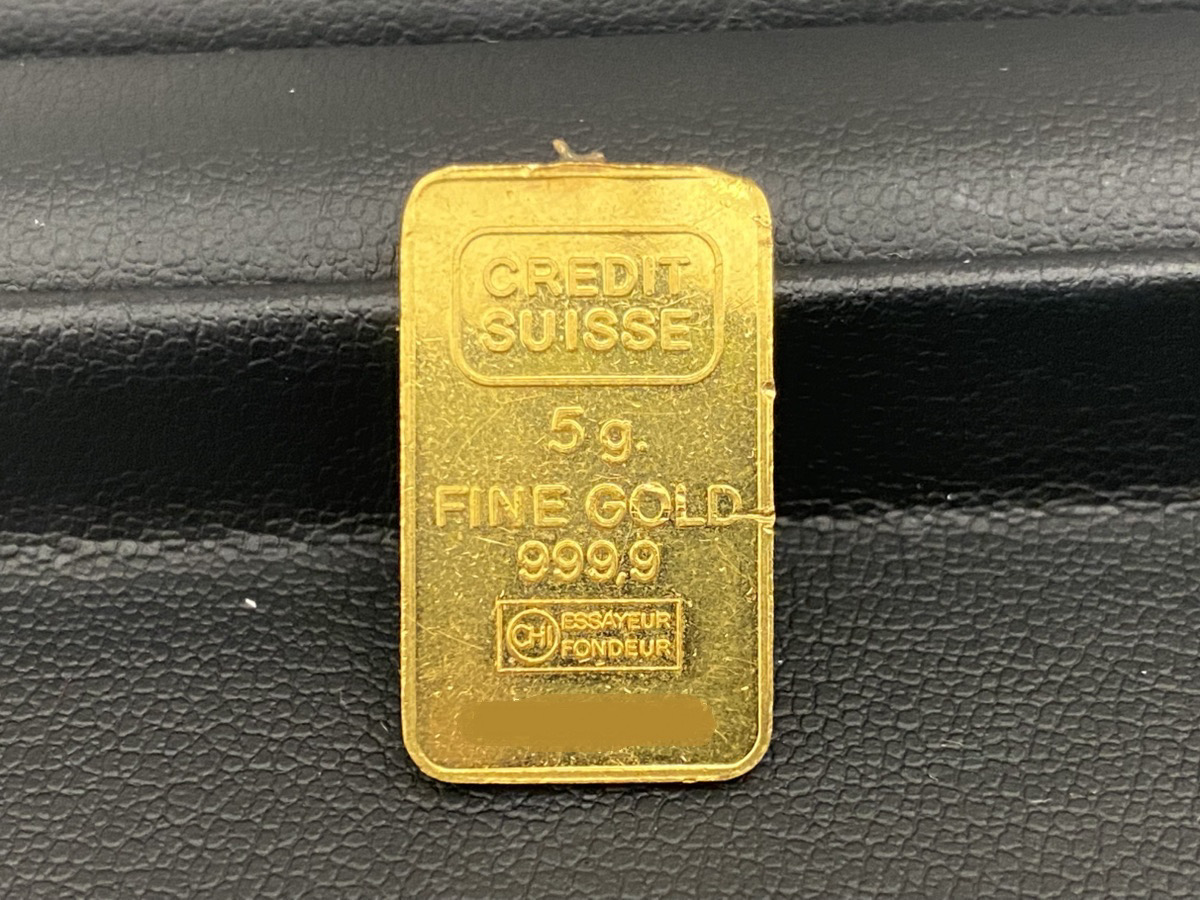 CREDIT
SUISSE
5g.
FINE GOLD
999,9
CHI ESSAYEUR
FONDEUR